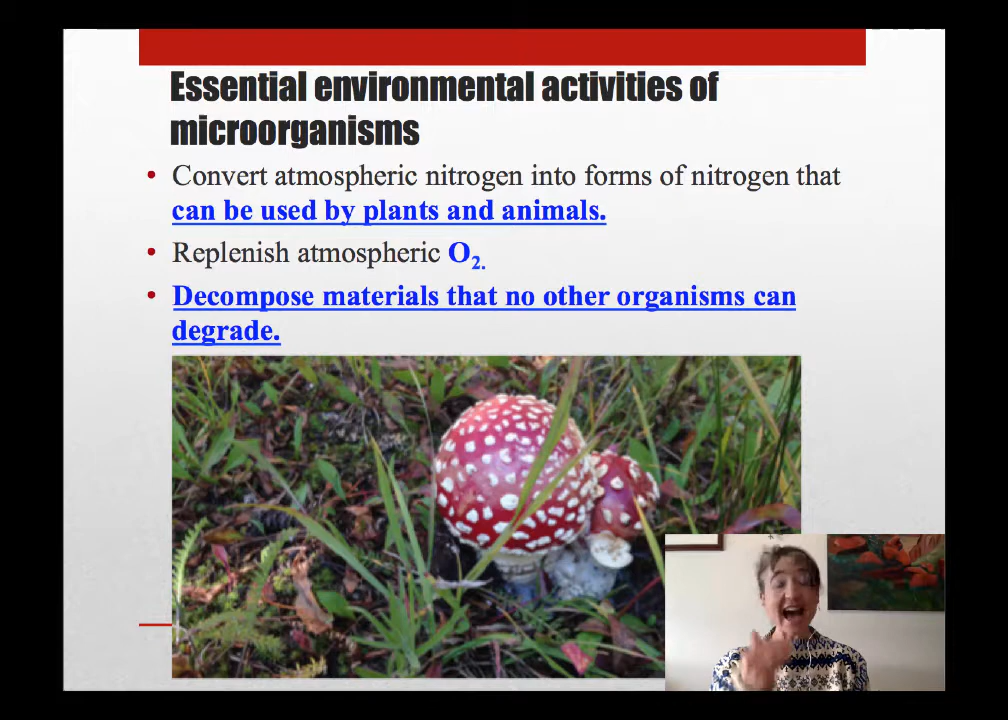 Essential environmental activities of
microorganisms
• Convert atmospheric nitrogen into forms of nitrogen that
can be used by plants and animals.
• Replenish atmospheric O₂.
• Decompose materials that no other organisms can
degrade.